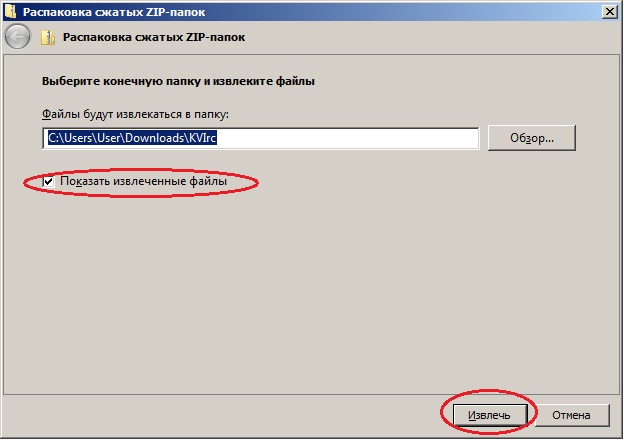 Распаковка сжатых ZIP-папок
Распаковка сжатых ZIP-папок
Выберите конечную папку и извлеките файлы
Файлы будут извлекаться в папку:
C:\Users\User\Downloads\KVIrc
Обзор...
Показать извлеченные файлы
Извлечь
Отмена